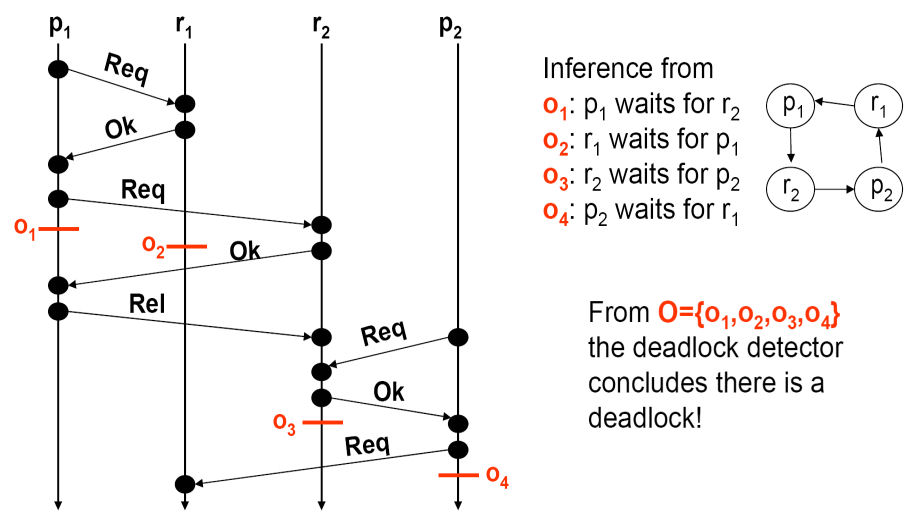 p₁ r₁ r₂ p₂
Req
Ok
Req
o₁
o₂
Ok
Rel
Req
Ok
o₃
Req
o₄
Inference from
o₁: p₁ waits for r₂
o₂: r₁ waits for p₁
o₃: r₂ waits for p₂
o₄: p₂ waits for r₁
p₁ r₁
r₂ p₂
From O={o₁,o₂,o₃,o₄}
the deadlock detector
concludes there is a
deadlock!